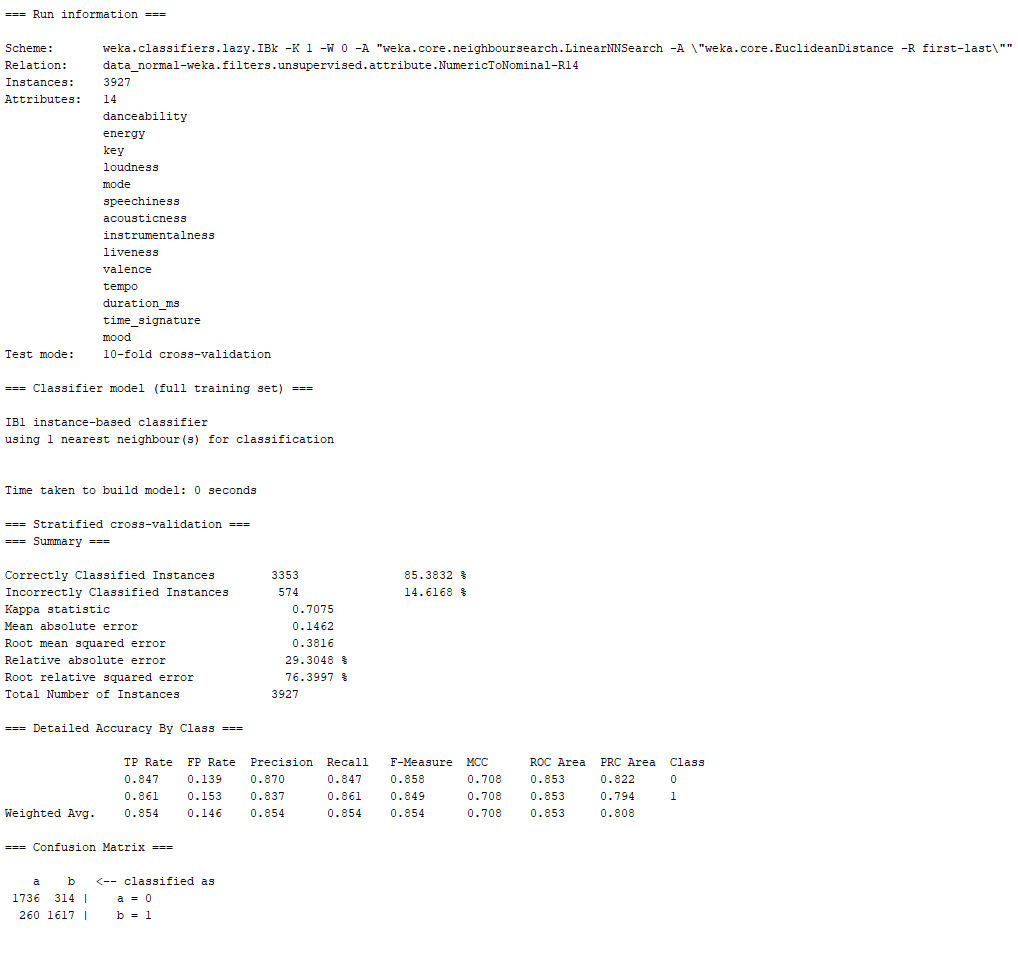 === Run information ===
Scheme: weka.classifiers.lazy.IBk -K 1 -W 0 -A "weka.core.neighboursearch.LinearNNSearch -A \"weka.core.EuclideanDistance -R first-last\""
Relation: data_normal-weka.filters.unsupervised.attribute.NumericToNominal-R14
Instances: 3927
Attributes: 14
danceability
energy
key
loudness
mode
speechiness
acousticness
instrumentalness
liveness
valence
tempo
duration_ms
time_signature
mood
Test mode: 10-fold cross-validation
=== Classifier model (full training set) ===
IB1 instance-based classifier
using 1 nearest neighbour(s) for classification
Time taken to build model: 0 seconds
=== Stratified cross-validation ===
=== Summary ===
Correctly Classified Instances 3353 85.3832 %
Incorrectly Classified Instances 574 14.6168 %
Kappa statistic 0.7075
Mean absolute error 0.1462
Root mean squared error 0.3816
Relative absolute error 29.3048 %
Root relative squared error 76.3997 %
Total Number of Instances 3927
=== Detailed Accuracy By Class ===
TP Rate FP Rate Precision Recall F-Measure MCC ROC Area PRC Area Class
0.847 0.139 0.870 0.847 0.858 0.708 0.853 0.822 0
0.861 0.153 0.837 0.861 0.849 0.708 0.853 0.794 1
Weighted Avg. 0.854 0.146 0.854 0.854 0.854 0.708 0.853 0.808
=== Confusion Matrix ===
a b <-- classified as
1736 314 | a = 0
260 1617 | b = 1